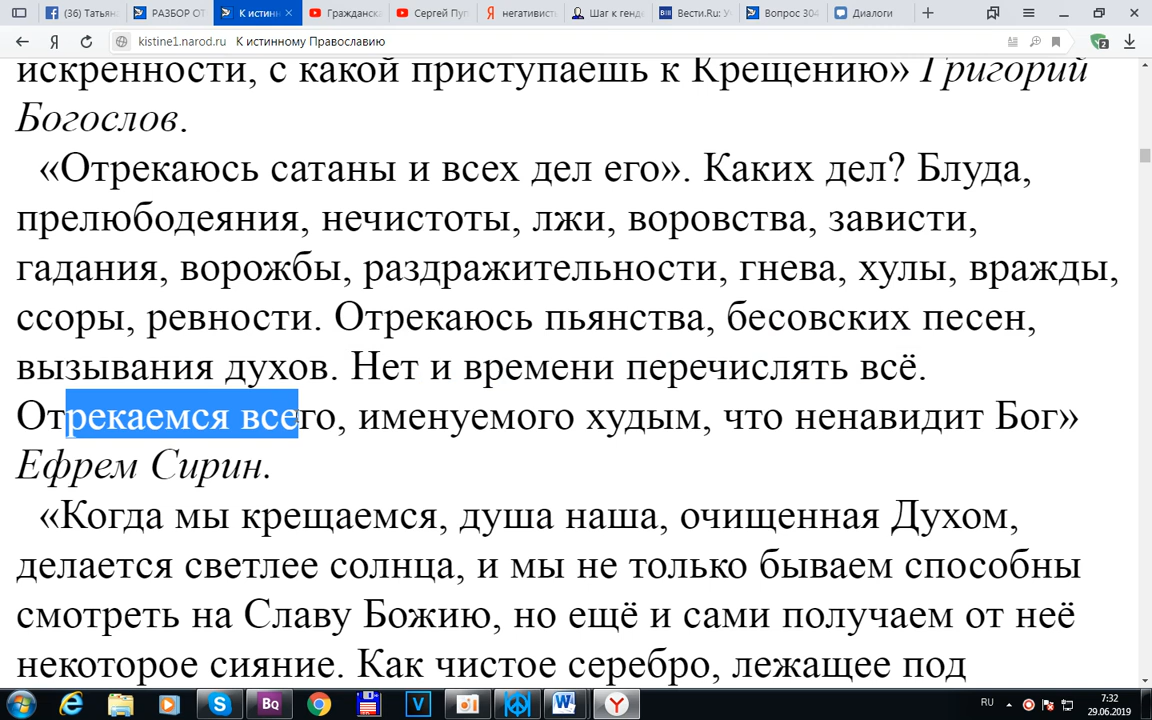 (36) Татьян
РАЗБОР ОТ
К истинн
Гражданска
Сергей Пуп
негативист
Шаг к генд
Вести.Ru: У
Вопрос 304
Диалоги
kistine1.narod.ru К истинному Православию
искренности, с какой приступаешь к Крещению» Григорий
Богослов.
«Отрекаюсь сатаны и всех дел его». Каких дел? Блуда,
прелюбодеяния, нечистоты, лжи, воровства, зависти,
гадания, ворожбы, раздражительности, гнева, хулы, вражды,
ссоры, ревности. Отрекаюсь пьянства, бесовских песен,
вызывания духов. Нет и времени перечислять всё.
Отрекаемся всего, именуемого худым, что ненавидит Бог»
Ефрем Сирин.
«Когда мы крещаемся, душа наша, очищенная Духом,
делается светлее солнца, и мы не только бываем способны
смотреть на Славу Божию, но ещё и сами получаем от неё
некоторое сияние. Как чистое серебро, лежащее под
RU
7:32
29.06.2019